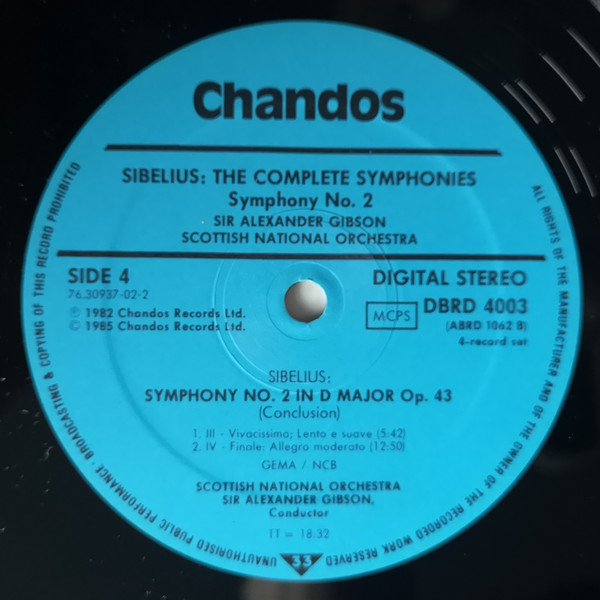 Chandos
SIBELIUS: THE COMPLETE SYMPHONIES
Symphony No. 2
SIR ALEXANDER GIBSON
SCOTTISH NATIONAL ORCHESTRA
SIDE 4
DIGITAL STEREO
76.30937-02-2
MCPS
DBRD 4003
℗ 1982 Chandos Records Ltd.
(ABRD 1062 B)
© 1985 Chandos Records Ltd.
4-record set
SIBELIUS:
SYMPHONY NO. 2 IN D MAJOR Op. 43
(Conclusion)
1. III - Vivacissimo; Lento e suave (5:42)
2. IV - Finale: Allegro moderato (12:50)
GEMA / NCB
SCOTTISH NATIONAL ORCHESTRA
SIR ALEXANDER GIBSON,
Conductor
TT = 18:32
33
ALL RIGHTS OF THE MANUFACTURER AND OF THE OWNER OF THE RECORDED WORK RESERVED
UNAUTHORISED PUBLIC PERFORMANCE · BROADCASTING & COPYING OF THIS RECORD PROHIBITED